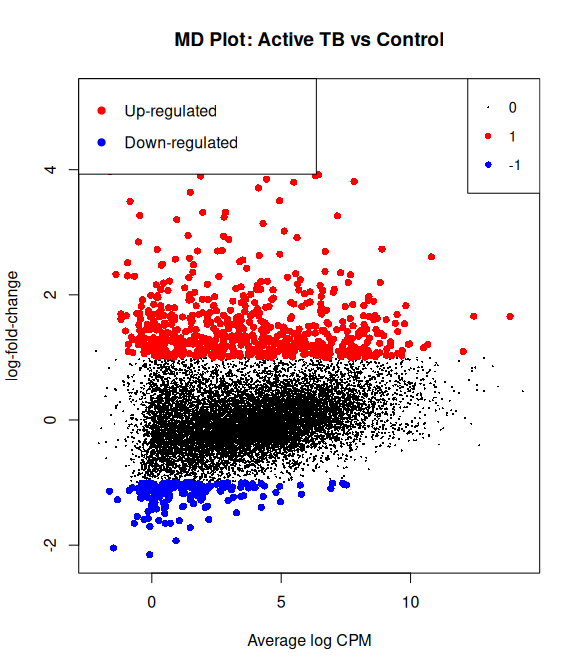 MD Plot: Active TB vs Control
Up-regulated
Down-regulated
0
1
-1
4
2
0
-2
log-fold-change
0
5
10
Average log CPM